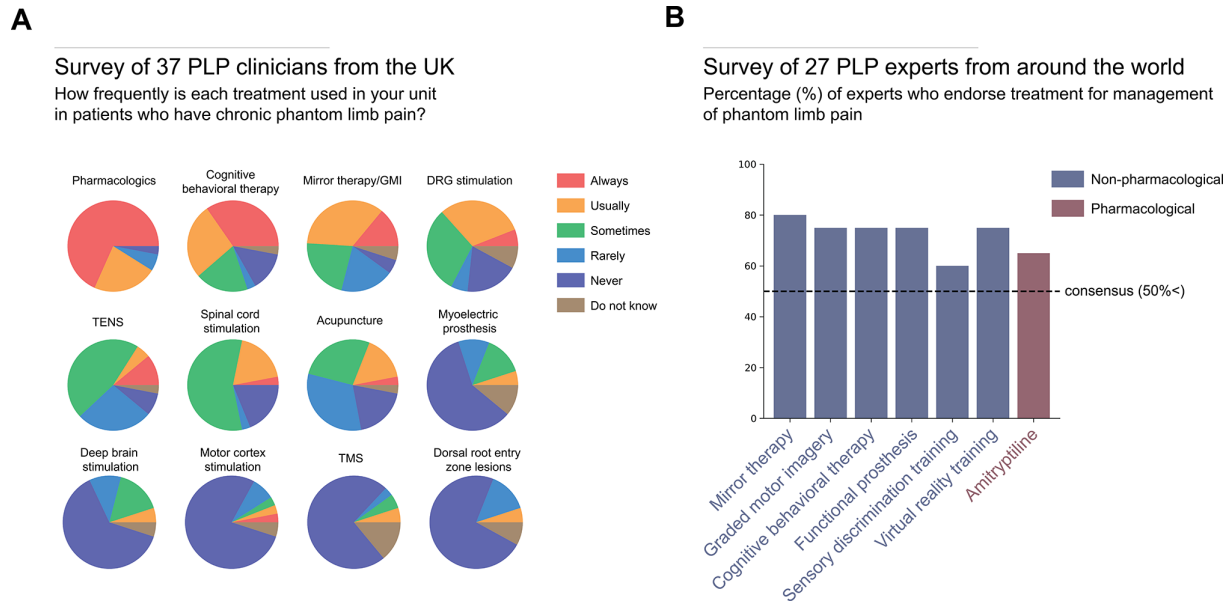 A
Survey of 37 PLP clinicians from the UK
How frequently is each treatment used in your unit
in patients who have chronic phantom limb pain?
Pharmacologics
Cognitive
behavioral therapy
Mirror therapy/GMI
DRG stimulation
Always
Usually
Sometimes
Rarely
Never
Do not know
TENS
Spinal cord
stimulation
Acupuncture
Myoelectric
prosthesis
Deep brain
stimulation
Motor cortex
stimulation
TMS
Dorsal root entry
zone lesions
B
Survey of 27 PLP experts from around the world
Percentage (%) of experts who endorse treatment for management
of phantom limb pain
100
80
60
40
20
0
Non-pharmacological
Pharmacological
consensus (50%<)
Mirror therapy
Graded motor imagery
Cognitive behavioral therapy
Functional prosthesis
Sensory discrimination training
Virtual reality training
Amitryptiline